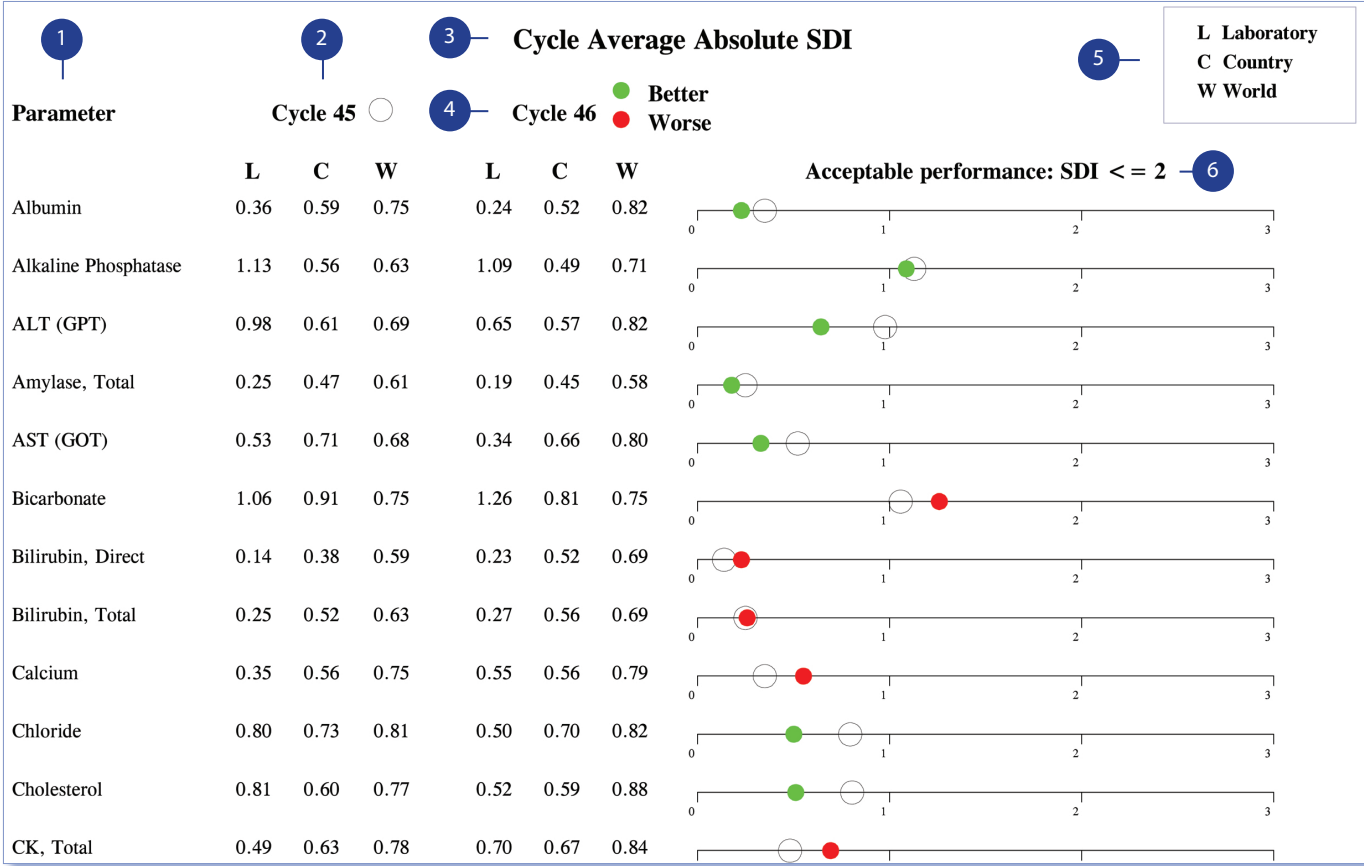 1 2 3 Cycle Average Absolute SDI
5 L Laboratory
C Country
W World
Parameter Cycle 45 4 Cycle 46 Better
Worse
L C W L C W Acceptable performance: SDI < = 2 6
Albumin 0.36 0.59 0.75 0.24 0.52 0.82
0 1 2 3
Alkaline Phosphatase 1.13 0.56 0.63 1.09 0.49 0.71
0 1 2 3
ALT (GPT) 0.98 0.61 0.69 0.65 0.57 0.82
0 1 2 3
Amylase, Total 0.25 0.47 0.61 0.19 0.45 0.58
0 1 2 3
AST (GOT) 0.53 0.71 0.68 0.34 0.66 0.80
0 1 2 3
Bicarbonate 1.06 0.91 0.75 1.26 0.81 0.75
0 1 2 3
Bilirubin, Direct 0.14 0.38 0.59 0.23 0.52 0.69
0 1 2 3
Bilirubin, Total 0.25 0.52 0.63 0.27 0.56 0.69
0 1 2 3
Calcium 0.35 0.56 0.75 0.55 0.56 0.79
0 1 2 3
Chloride 0.80 0.73 0.81 0.50 0.70 0.82
0 1 2 3
Cholesterol 0.81 0.60 0.77 0.52 0.59 0.88
0 1 2 3
CK, Total 0.49 0.63 0.78 0.70 0.67 0.84